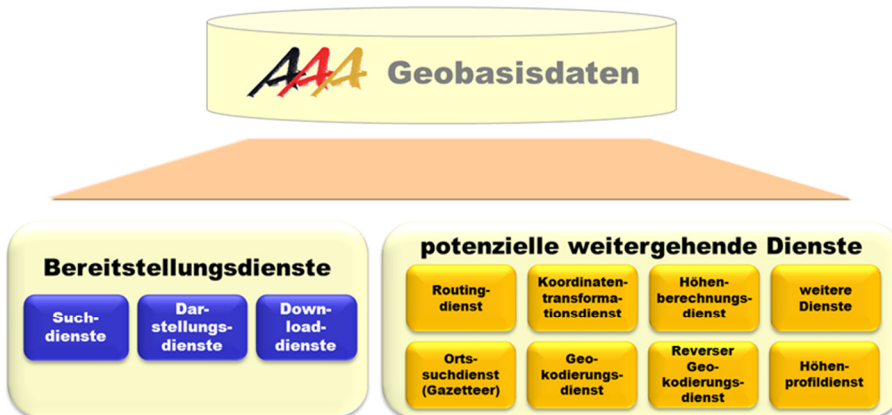 AAA Geobasisdaten
Bereitstellungsdienste
Such-
dienste
Dar-
stellungs-
dienste
Down-
load-
dienste
potenzielle weitergehende Dienste
Routing-
dienst
Koordinaten-
transforma-
tionsdienst
Höhen-
berechnungs-
dienst
weitere
Dienste
Orts-
suchdienst
(Gazetteer)
Geo-
kodierungs-
dienst
Reverser
Geo-
kodierungs-
dienst
Höhen-
profildienst